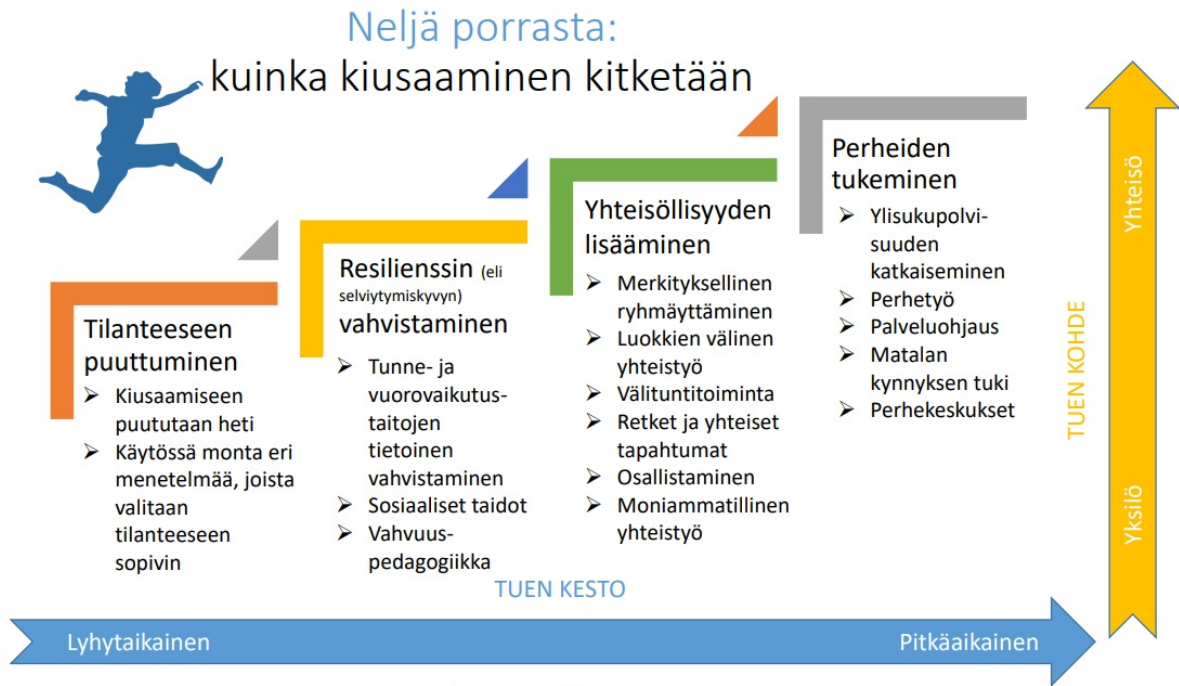 Neljä porrasta:
kuinka kiusaaminen kitketään
Tilanteeseen
puuttuminen
➢ Kiusaamiseen
puututaan heti
➢ Käytössä monta eri
menetelmää, joista
valitaan
tilanteeseen
sopivin
Resilienssin (eli
selviytymiskyvyn)
vahvistaminen
➢ Tunne- ja
vuorovaikutus-
taitojen
tietoinen
vahvistaminen
➢ Sosiaaliset taidot
➢ Vahvuus-
pedagogiikka
Yhteisöllisyyden
lisääminen
➢ Merkityksellinen
ryhmäyttäminen
➢ Luokkien välinen
yhteistyö
➢ Välituntitoiminta
➢ Retket ja yhteiset
tapahtumat
➢ Osallistaminen
➢ Moniammatillinen
yhteistyö
Perheiden
tukeminen
➢ Ylisukupolvi-
suuden
katkaiseminen
➢ Perhetyö
➢ Palveluohjaus
➢ Matalan
kynnyksen tuki
➢ Perhekeskukset
TUEN KOHDE
Yhteisö
Yksilö
TUEN KESTO
Lyhytaikainen
Pitkäaikainen